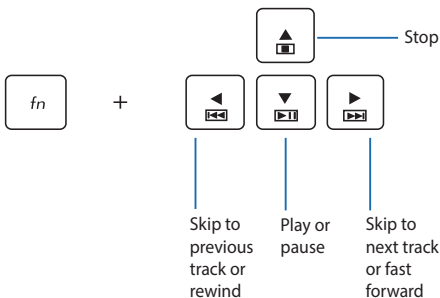 Stop
fn +
Skip to
previous
track or
rewind
Play or
pause
Skip to
next track
or fast
forward